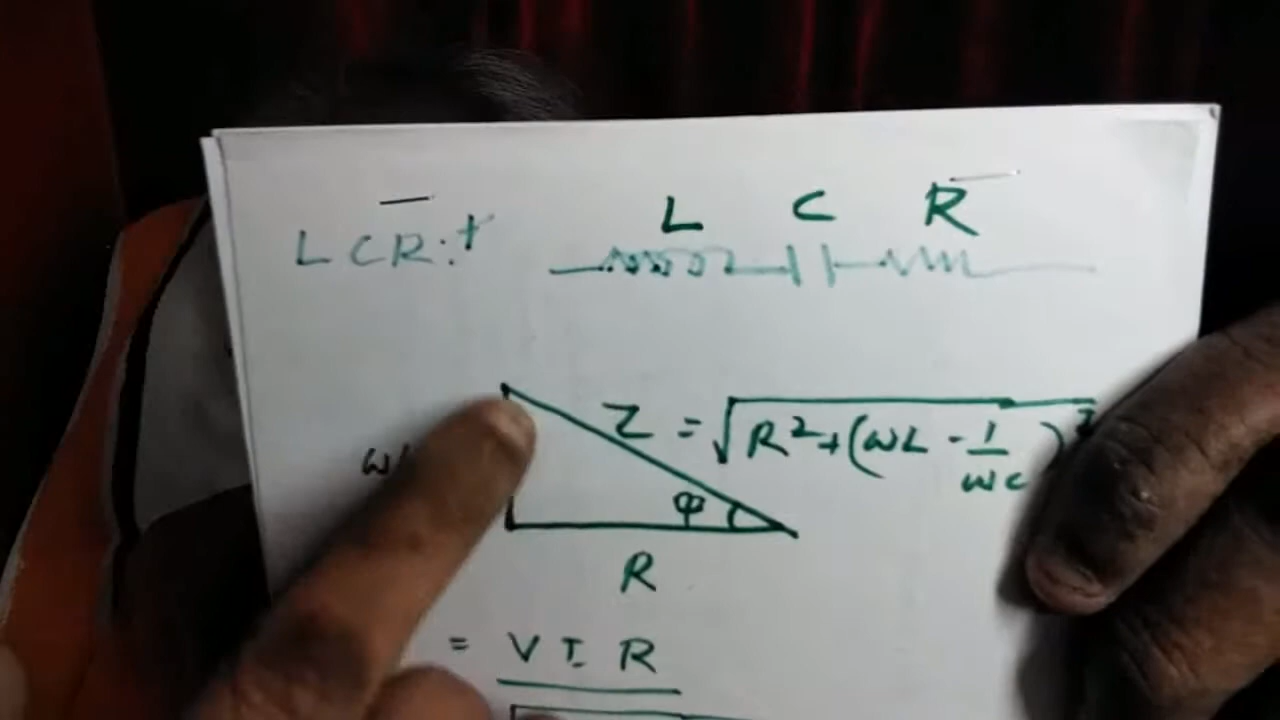 LCR:+
L C R
Z = √R²+(ωL - 1/ωC)²
ω
φ
R
= V I R